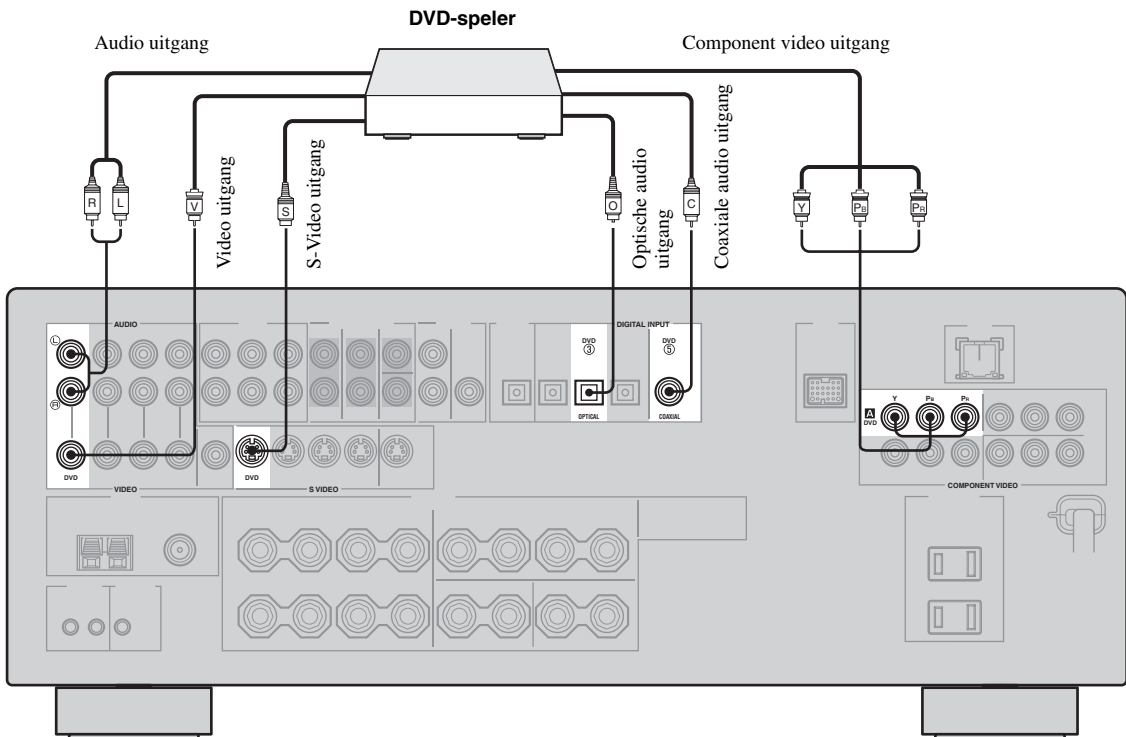 DVD-speler
Audio uitgang
Component video uitgang
Video uitgang
S-Video uitgang
Optische audio
uitgang
Coaxiale audio uitgang
R
L
V
S
O
C
Y
PB
PR
AUDIO
DIGITAL INPUT
L
R
DVD
③
DVD
⑤
OPTICAL
COAXIAL
A
DVD
Y
PB
PR
DVD
DVD
VIDEO
S VIDEO
COMPONENT VIDEO